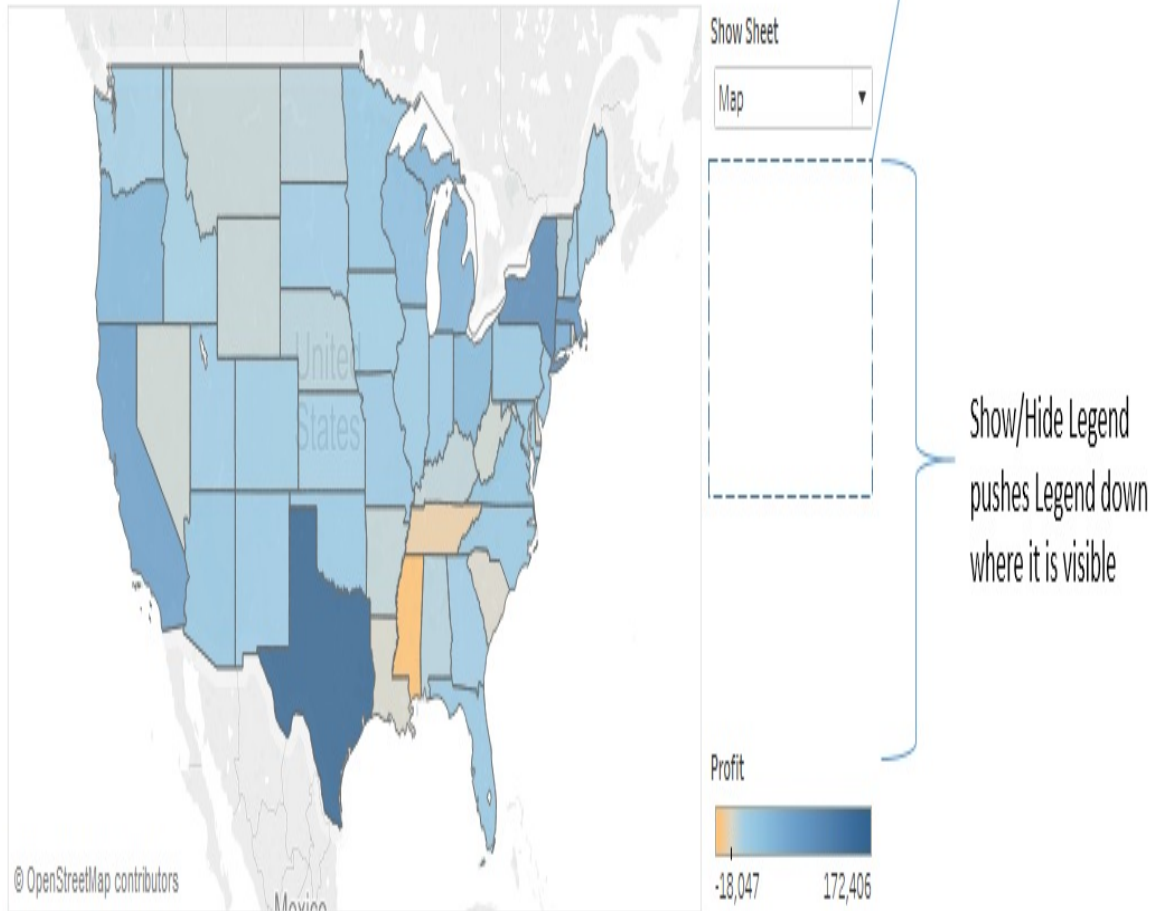 Show Sheet
Map
United
States
Show/Hide Legend
pushes Legend down
where it is visible
Profit
-18,047 172,406
© OpenStreetMap contributors
Mexico